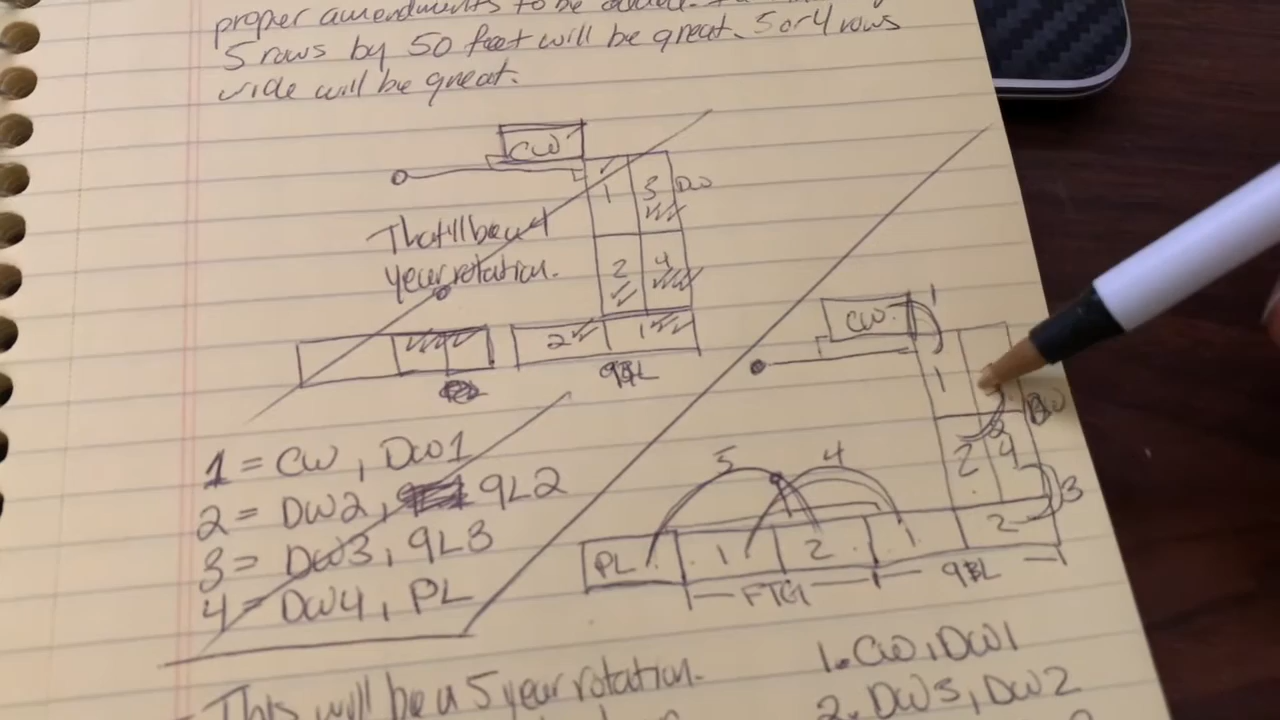 proper amendments to be
5 rows by 50 feet will be great. 5 or 4 rows
wide will be great.
CW
1 3 DW
That'll be a 4
year rotation.
2 4
2 1
9BL
1 = CW, DW1
2 = DW2, 9L2
3 = DW3, 9L3
4 = DW4, PL
CW 1
1
2 4
3
5 4
2
PL 1 2 1
FTG 9BL
This will be a 5 year rotation.
1. CW, DW1
2. DW3, DW2